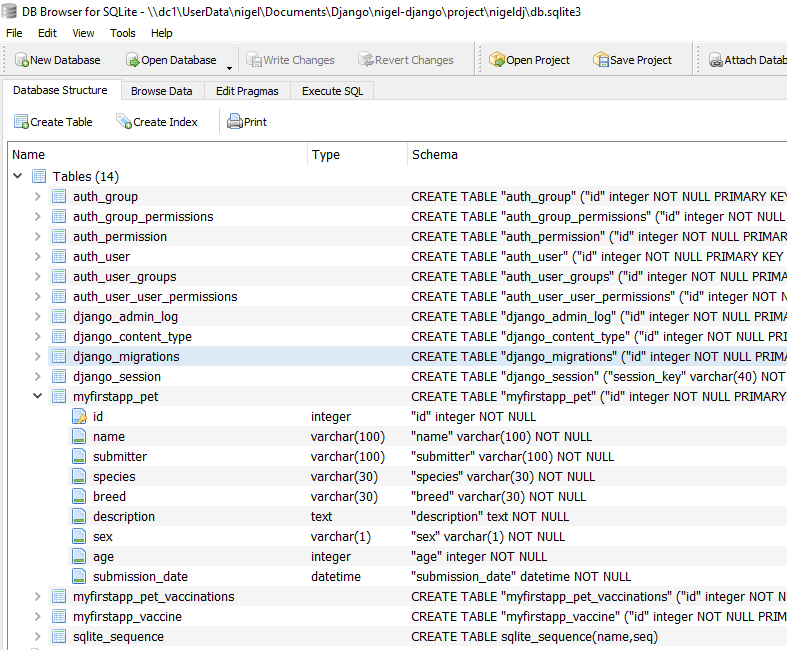 DB Browser for SQLite - \\dc1\UserData\nigel\Documents\Django\nigel-django\project\nigeldj\db.sqlite3
File Edit View Tools Help
New Database Open Database Write Changes Revert Changes Open Project Save Project Attach Datab
Database Structure Browse Data Edit Pragmas Execute SQL
Create Table Create Index Print
Name Type Schema
Tables (14)
auth_group CREATE TABLE "auth_group" ("id" integer NOT NULL PRIMARY KEY
auth_group_permissions CREATE TABLE "auth_group_permissions" ("id" integer NOT NULL
auth_permission CREATE TABLE "auth_permission" ("id" integer NOT NULL PRIMAR
auth_user CREATE TABLE "auth_user" ("id" integer NOT NULL PRIMARY KEY
auth_user_groups CREATE TABLE "auth_user_groups" ("id" integer NOT NULL PRIMA
auth_user_user_permissions CREATE TABLE "auth_user_user_permissions" ("id" integer NOT N
django_admin_log CREATE TABLE "django_admin_log" ("id" integer NOT NULL PRIMA
django_content_type CREATE TABLE "django_content_type" ("id" integer NOT NULL PRI
django_migrations CREATE TABLE "django_migrations" ("id" integer NOT NULL PRIMA
django_session CREATE TABLE "django_session" ("session_key" varchar(40) NOT
myfirstapp_pet CREATE TABLE "myfirstapp_pet" ("id" integer NOT NULL PRIMARY
id integer "id" integer NOT NULL
name varchar(100) "name" varchar(100) NOT NULL
submitter varchar(100) "submitter" varchar(100) NOT NULL
species varchar(30) "species" varchar(30) NOT NULL
breed varchar(30) "breed" varchar(30) NOT NULL
description text "description" text NOT NULL
sex varchar(1) "sex" varchar(1) NOT NULL
age integer "age" integer NOT NULL
submission_date datetime "submission_date" datetime NOT NULL
myfirstapp_pet_vaccinations CREATE TABLE "myfirstapp_pet_vaccinations" ("id" integer NOT N
myfirstapp_vaccine CREATE TABLE "myfirstapp_vaccine" ("id" integer NOT NULL PRIM
sqlite_sequence CREATE TABLE sqlite_sequence(name,seq)